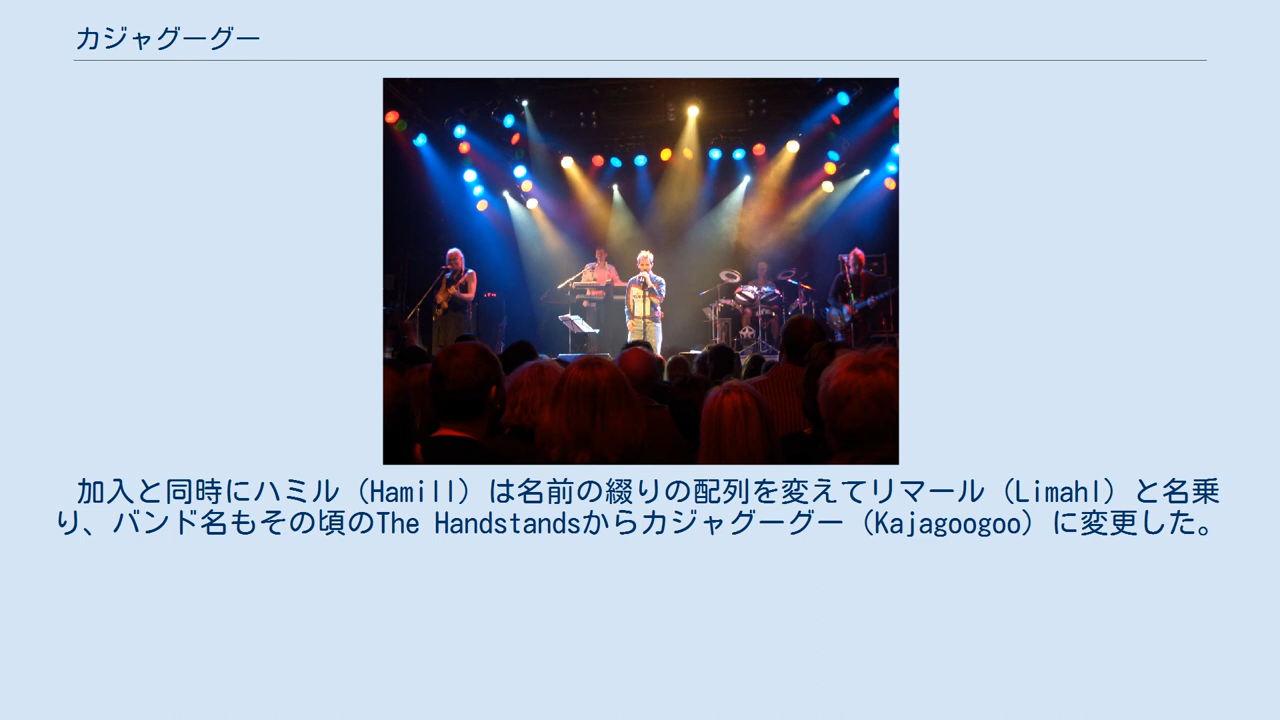 カジャグーグー
加入と同時にハミル（Hamill）は名前の綴りの配列を変えてリマール（Limahl）と名乗
り、バンド名もその頃のThe Handstandsからカジャグーグー（Kajagoogoo）に変更した。